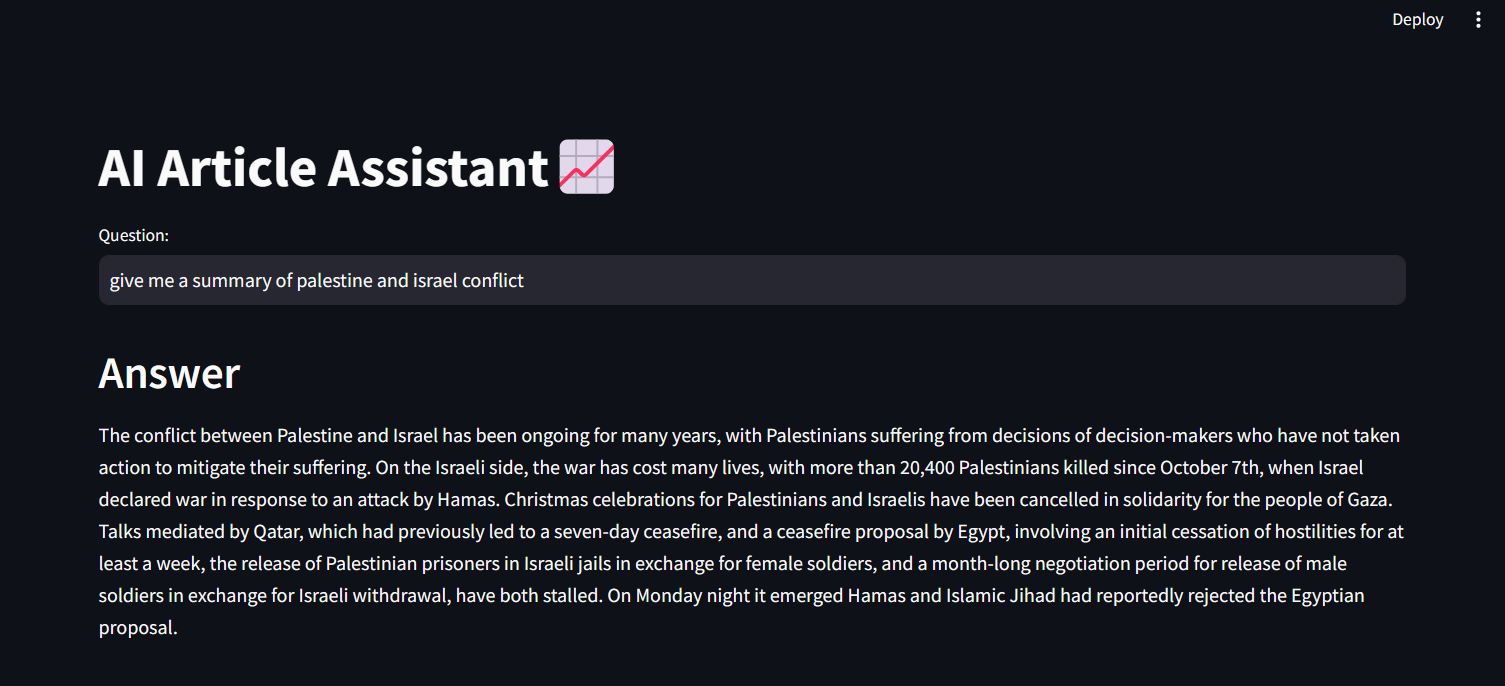 Deploy
AI Article Assistant
Question:
give me a summary of palestine and israel conflict
Answer
The conflict between Palestine and Israel has been ongoing for many years, with Palestinians suffering from decisions of decision-makers who have not taken
action to mitigate their suffering. On the Israeli side, the war has cost many lives, with more than 20,400 Palestinians killed since October 7th, when Israel
declared war in response to an attack by Hamas. Christmas celebrations for Palestinians and Israelis have been cancelled in solidarity for the people of Gaza.
Talks mediated by Qatar, which had previously led to a seven-day ceasefire, and a ceasefire proposal by Egypt, involving an initial cessation of hostilities for at
least a week, the release of Palestinian prisoners in Israeli jails in exchange for female soldiers, and a month-long negotiation period for release of male
soldiers in exchange for Israeli withdrawal, have both stalled. On Monday night it emerged Hamas and Islamic Jihad had reportedly rejected the Egyptian
proposal.